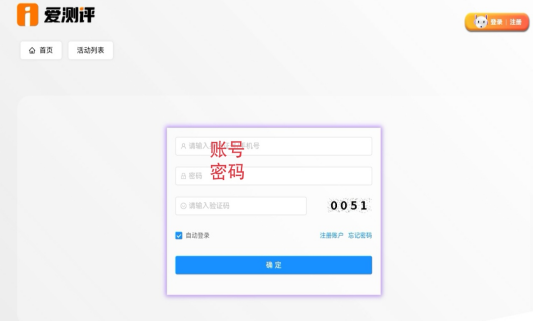 爱测评
登录 | 注册
首页 活动列表
请输入 机号
账号
密码
密码
请输入验证码 0051
自动登录 注册账户 忘记密码
确定